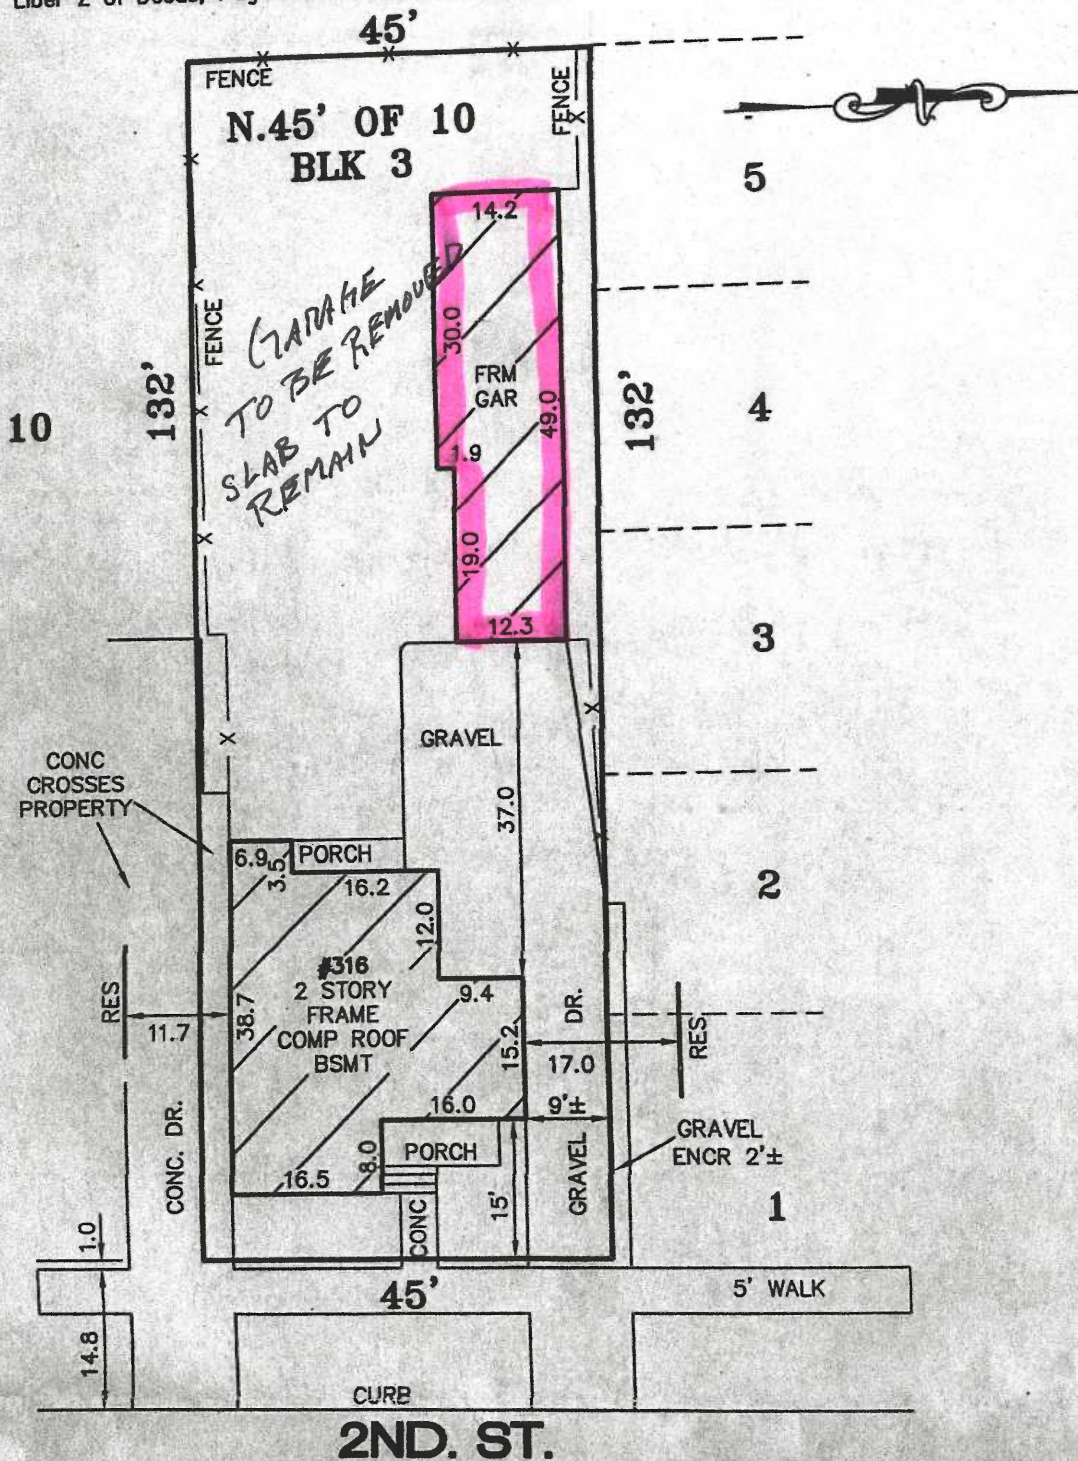 45'
FENCE
FENCE
N.45' OF 10
BLK 3
5
14.2
GARAGE
TO BE REMOVED
SLAB TO
REMAIN
FENCE
30.0
FRM
GAR
49.0
132'
132'
10
4
1.9
19.0
12.3
3
GRAVEL
37.0
CONC
CROSSES
PROPERTY
6.9
3.5
PORCH
16.2
12.0
2
#316
2 STORY
FRAME
COMP ROOF
BSMT
9.4
38.7
15.2
DR.
RES
11.7
RES
17.0
16.0
9'±
GRAVEL
ENCR 2'±
PORCH
8.0
16.5
CONC. DR.
CONC
15'
GRAVEL
1
1.0
45'
5' WALK
14.8
CURB
2ND. ST.